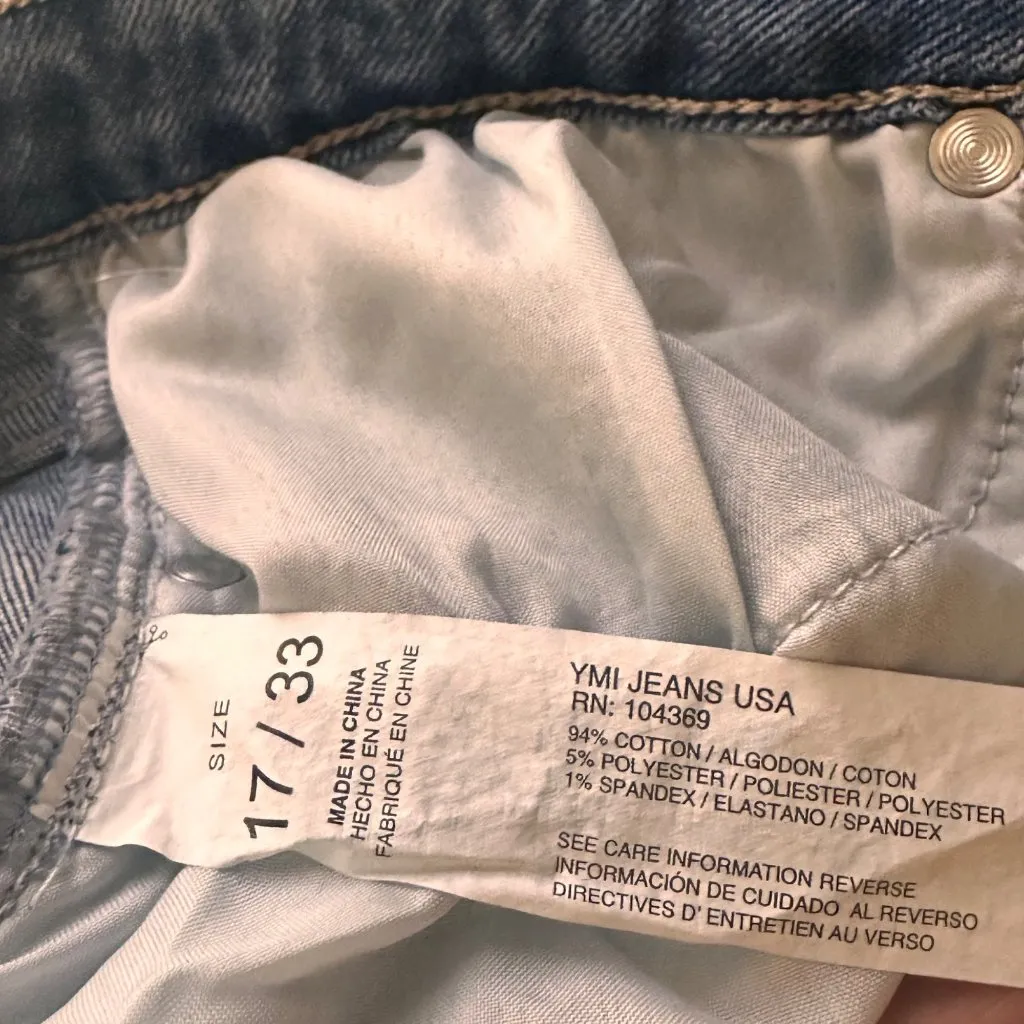 SIZE
17 / 33
MADE IN CHINA
HECHO EN CHINA
FABRIQUÉ EN CHINE
YMI JEANS USA
RN: 104369
94% COTTON / ALGODON / COTON
5% POLYESTER / POLIESTER / POLYESTER
1% SPANDEX / ELASTANO / SPANDEX
SEE CARE INFORMATION REVERSE
INFORMACIÓN DE CUIDADO AL REVERSO
DIRECTIVES D' ENTRETIEN AU VERSO